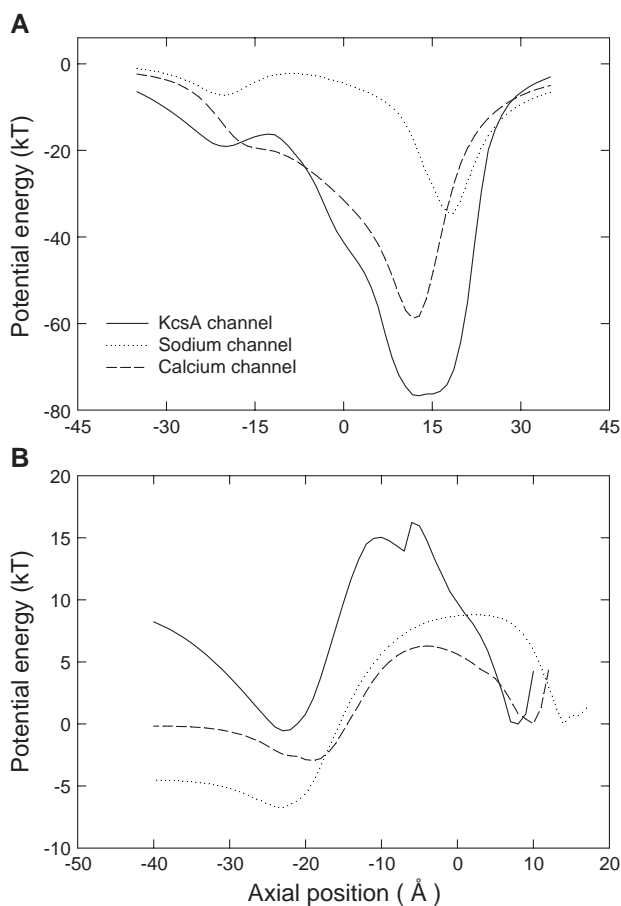 A
Potential energy (kT)
0
-20
-40
-60
-80
KcsA channel
Sodium channel
Calcium channel
-45 -30 -15 0 15 30 45
B
Potential energy (kT)
20
15
10
5
0
-5
-10
-50 -40 -30 -20 -10 0 10 20
Axial position ( Å )